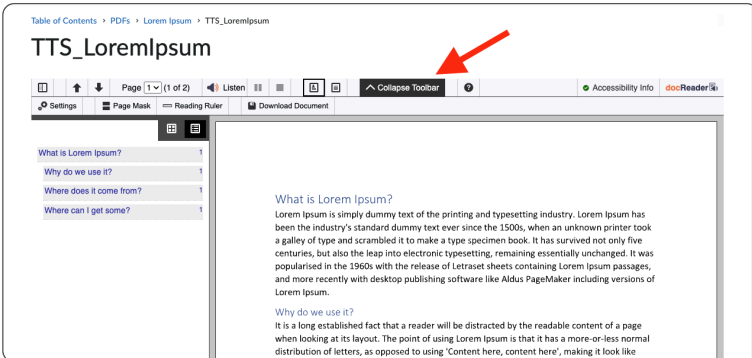 Table of Contents › PDFs › Lorem Ipsum › TTS_LoremIpsum
TTS_LoremIpsum
Page 1 (1 of 2) Listen Collapse Toolbar Accessibility Info docReader
Settings Page Mask Reading Ruler Download Document
What is Lorem Ipsum? 1
Why do we use it? 1
Where does it come from? 1
Where can I get some? 1
What is Lorem Ipsum?
Lorem Ipsum is simply dummy text of the printing and typesetting industry. Lorem Ipsum has
been the industry's standard dummy text ever since the 1500s, when an unknown printer took
a galley of type and scrambled it to make a type specimen book. It has survived not only five
centuries, but also the leap into electronic typesetting, remaining essentially unchanged. It was
popularised in the 1960s with the release of Letraset sheets containing Lorem Ipsum passages,
and more recently with desktop publishing software like Aldus PageMaker including versions of
Lorem Ipsum.
Why do we use it?
It is a long established fact that a reader will be distracted by the readable content of a page
when looking at its layout. The point of using Lorem Ipsum is that it has a more-or-less normal
distribution of letters, as opposed to using 'Content here, content here', making it look like